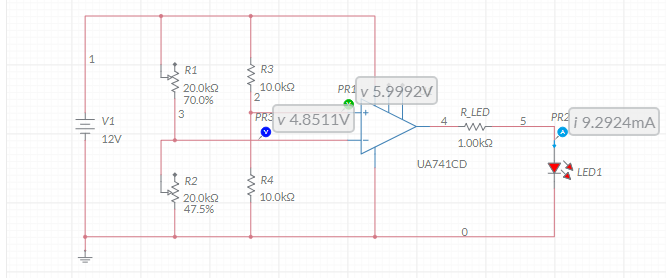 1
R1
20.0kΩ
70.0%
3
R3
10.0kΩ
2
PR1
v 5.9992V
PR3
v 4.8511V
+
−
4
R_LED
1.00kΩ
5
PR2
i 9.2924mA
V1
12V
UA741CD
LED1
R2
20.0kΩ
47.5%
R4
10.0kΩ
0
V
V
A